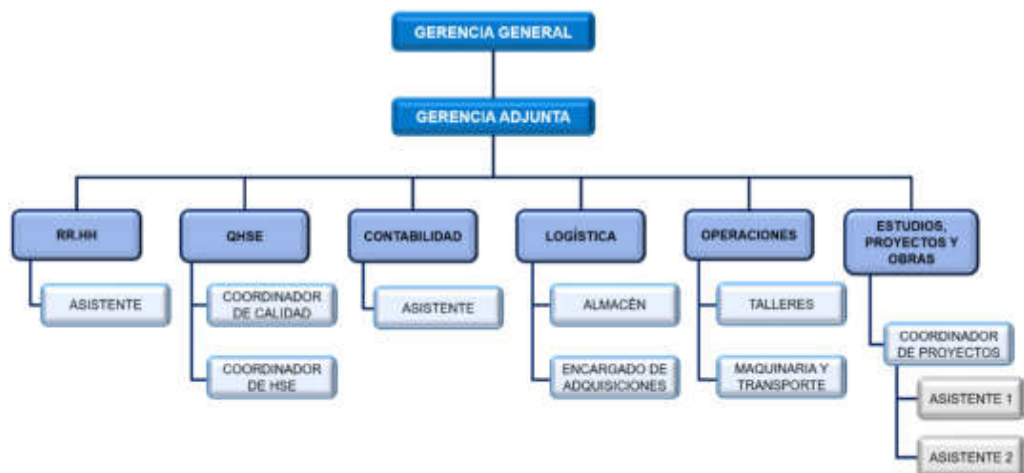 GERENCIA GENERAL
GERENCIA ADJUNTA
RR.HH
QHSE
CONTABILIDAD
LOGÍSTICA
OPERACIONES
ESTUDIOS,
PROYECTOS Y
OBRAS
ASISTENTE
COORDINADOR
DE CALIDAD
ASISTENTE
ALMACÉN
TALLERES
COORDINADOR
DE HSE
ENCARGADO DE
ADQUISICIONES
MAQUINARIA Y
TRANSPORTE
COORDINADOR
DE PROYECTOS
ASISTENTE 1
ASISTENTE 2